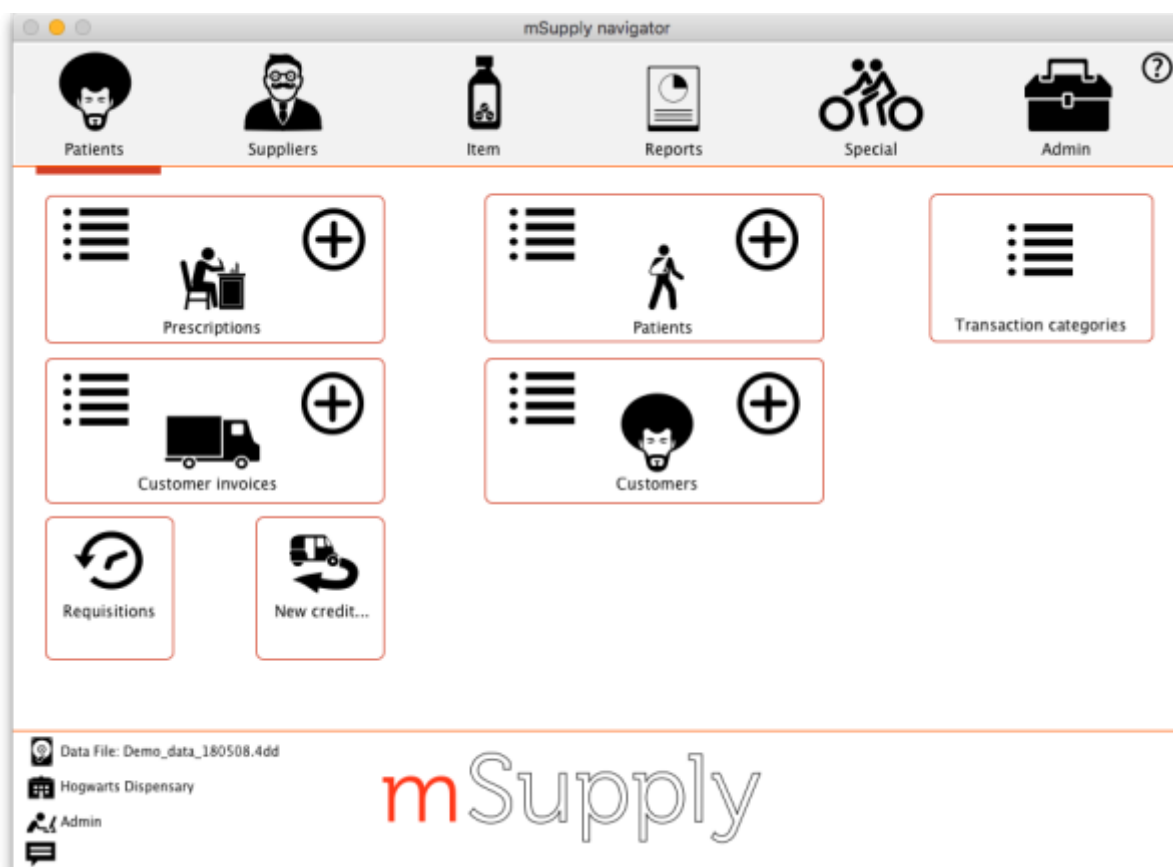 mSupply navigator
?
Patients Suppliers Item Reports Special Admin
Prescriptions Patients Transaction categories
Customer invoices Customers
Requisitions New credit...
Data File: Demo_data_180508.4dd
Hogwarts Dispensary
Admin
mSupply